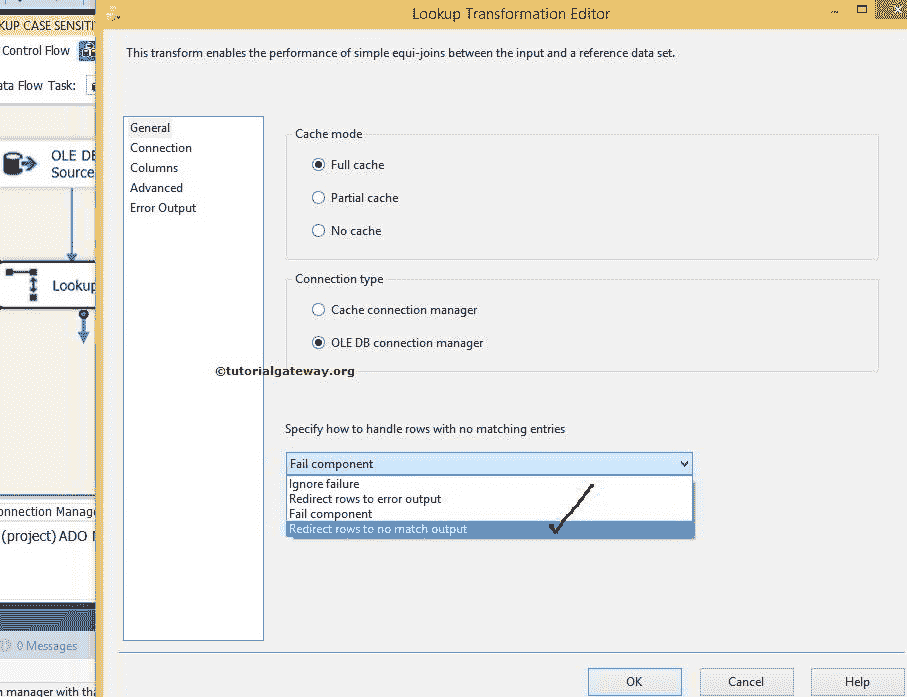 Lookup Transformation Editor
KUP CASE SENSITI
Control Flow
ata Flow Task:
OLE DB
Source
Lookup
onnection Manage
(project) ADO
0 Messages
n manager with tha
This transform enables the performance of simple equi-joins between the input and a reference data set.
General
Connection
Columns
Advanced
Error Output
Cache mode
Full cache
Partial cache
No cache
Connection type
Cache connection manager
OLE DB connection manager
©tutorialgateway.org
Specify how to handle rows with no matching entries
Fail component
Ignore failure
Redirect rows to error output
Fail component
Redirect rows to no match output
OK
Cancel
Help